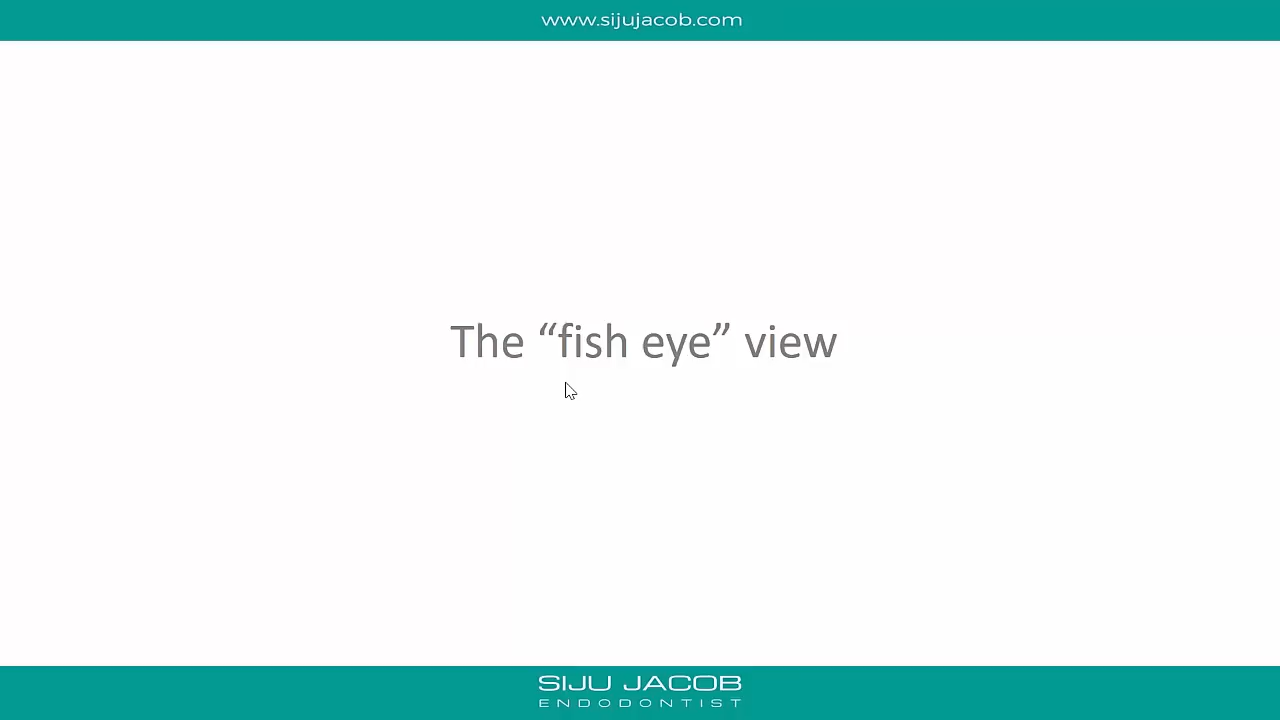 www.sijujacob.com
The “fish eye” view
SIJU JACOB
ENDODONTIST